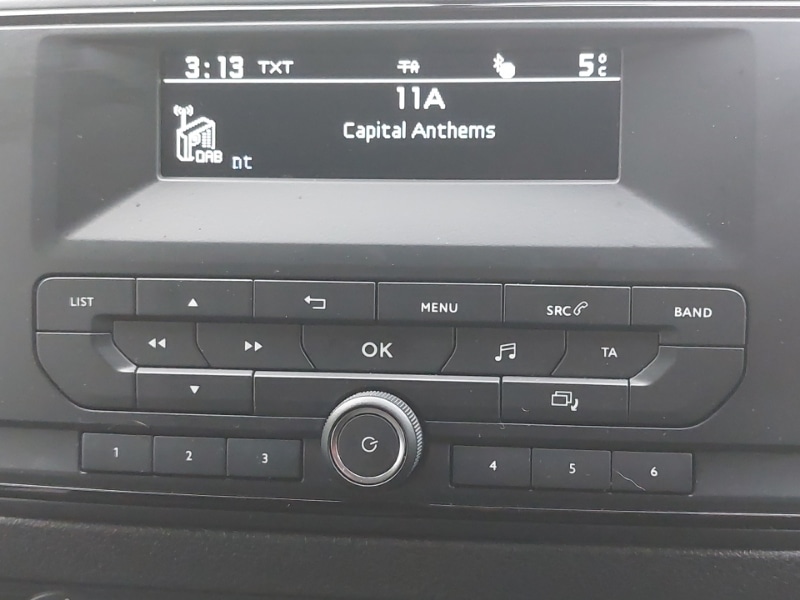 3:13 TXT TA 5°C
11A
Capital Anthems
DAB
LIST MENU SRC BAND
OK TA
1 2 3 4 5 6